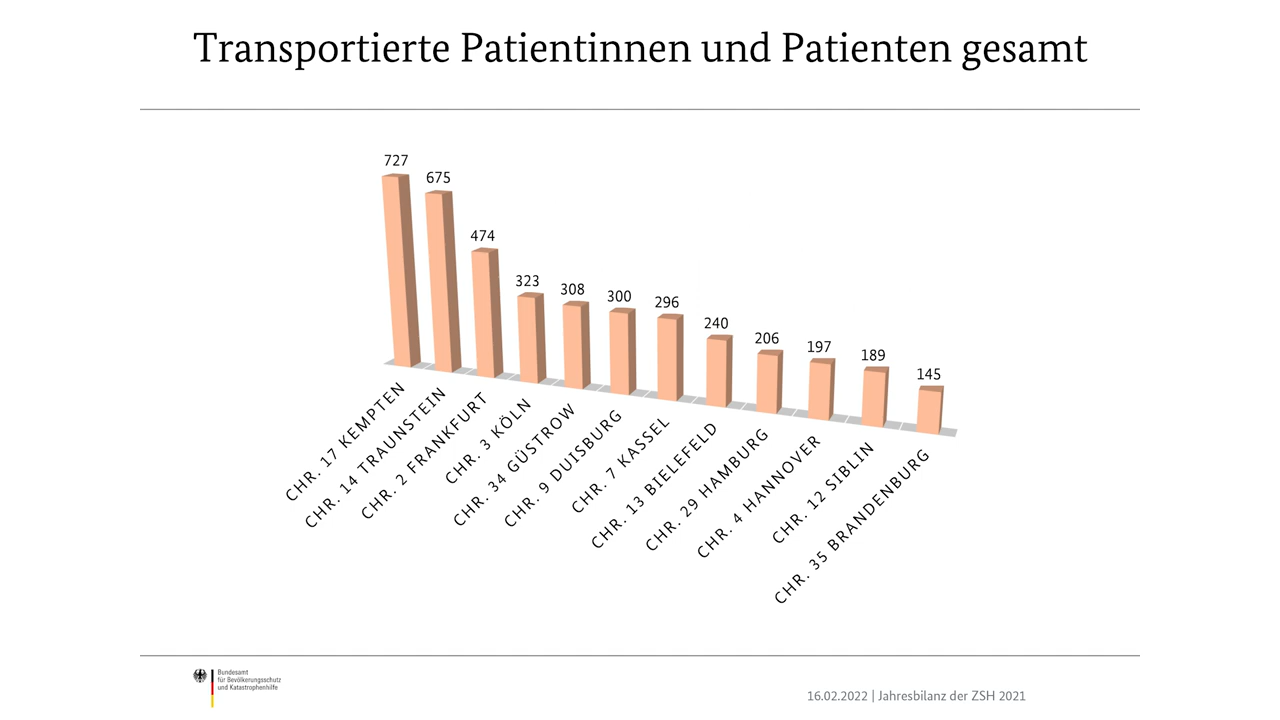 Transportierte Patientinnen und Patienten gesamt
727
675
474
323
308
300
296
240
206
197
189
145
CHR. 17 KEMPTEN
CHR. 14 TRAUNSTEIN
CHR. 2 FRANKFURT
CHR. 3 KÖLN
CHR. 34 GÜSTROW
CHR. 9 DUISBURG
CHR. 7 KASSEL
CHR. 13 BIELEFELD
CHR. 29 HAMBURG
CHR. 4 HANNOVER
CHR. 12 SIBLIN
CHR. 35 BRANDENBURG
Bundesamt
für Bevölkerungsschutz
und Katastrophenhilfe
16.02.2022 | Jahresbilanz der ZSH 2021